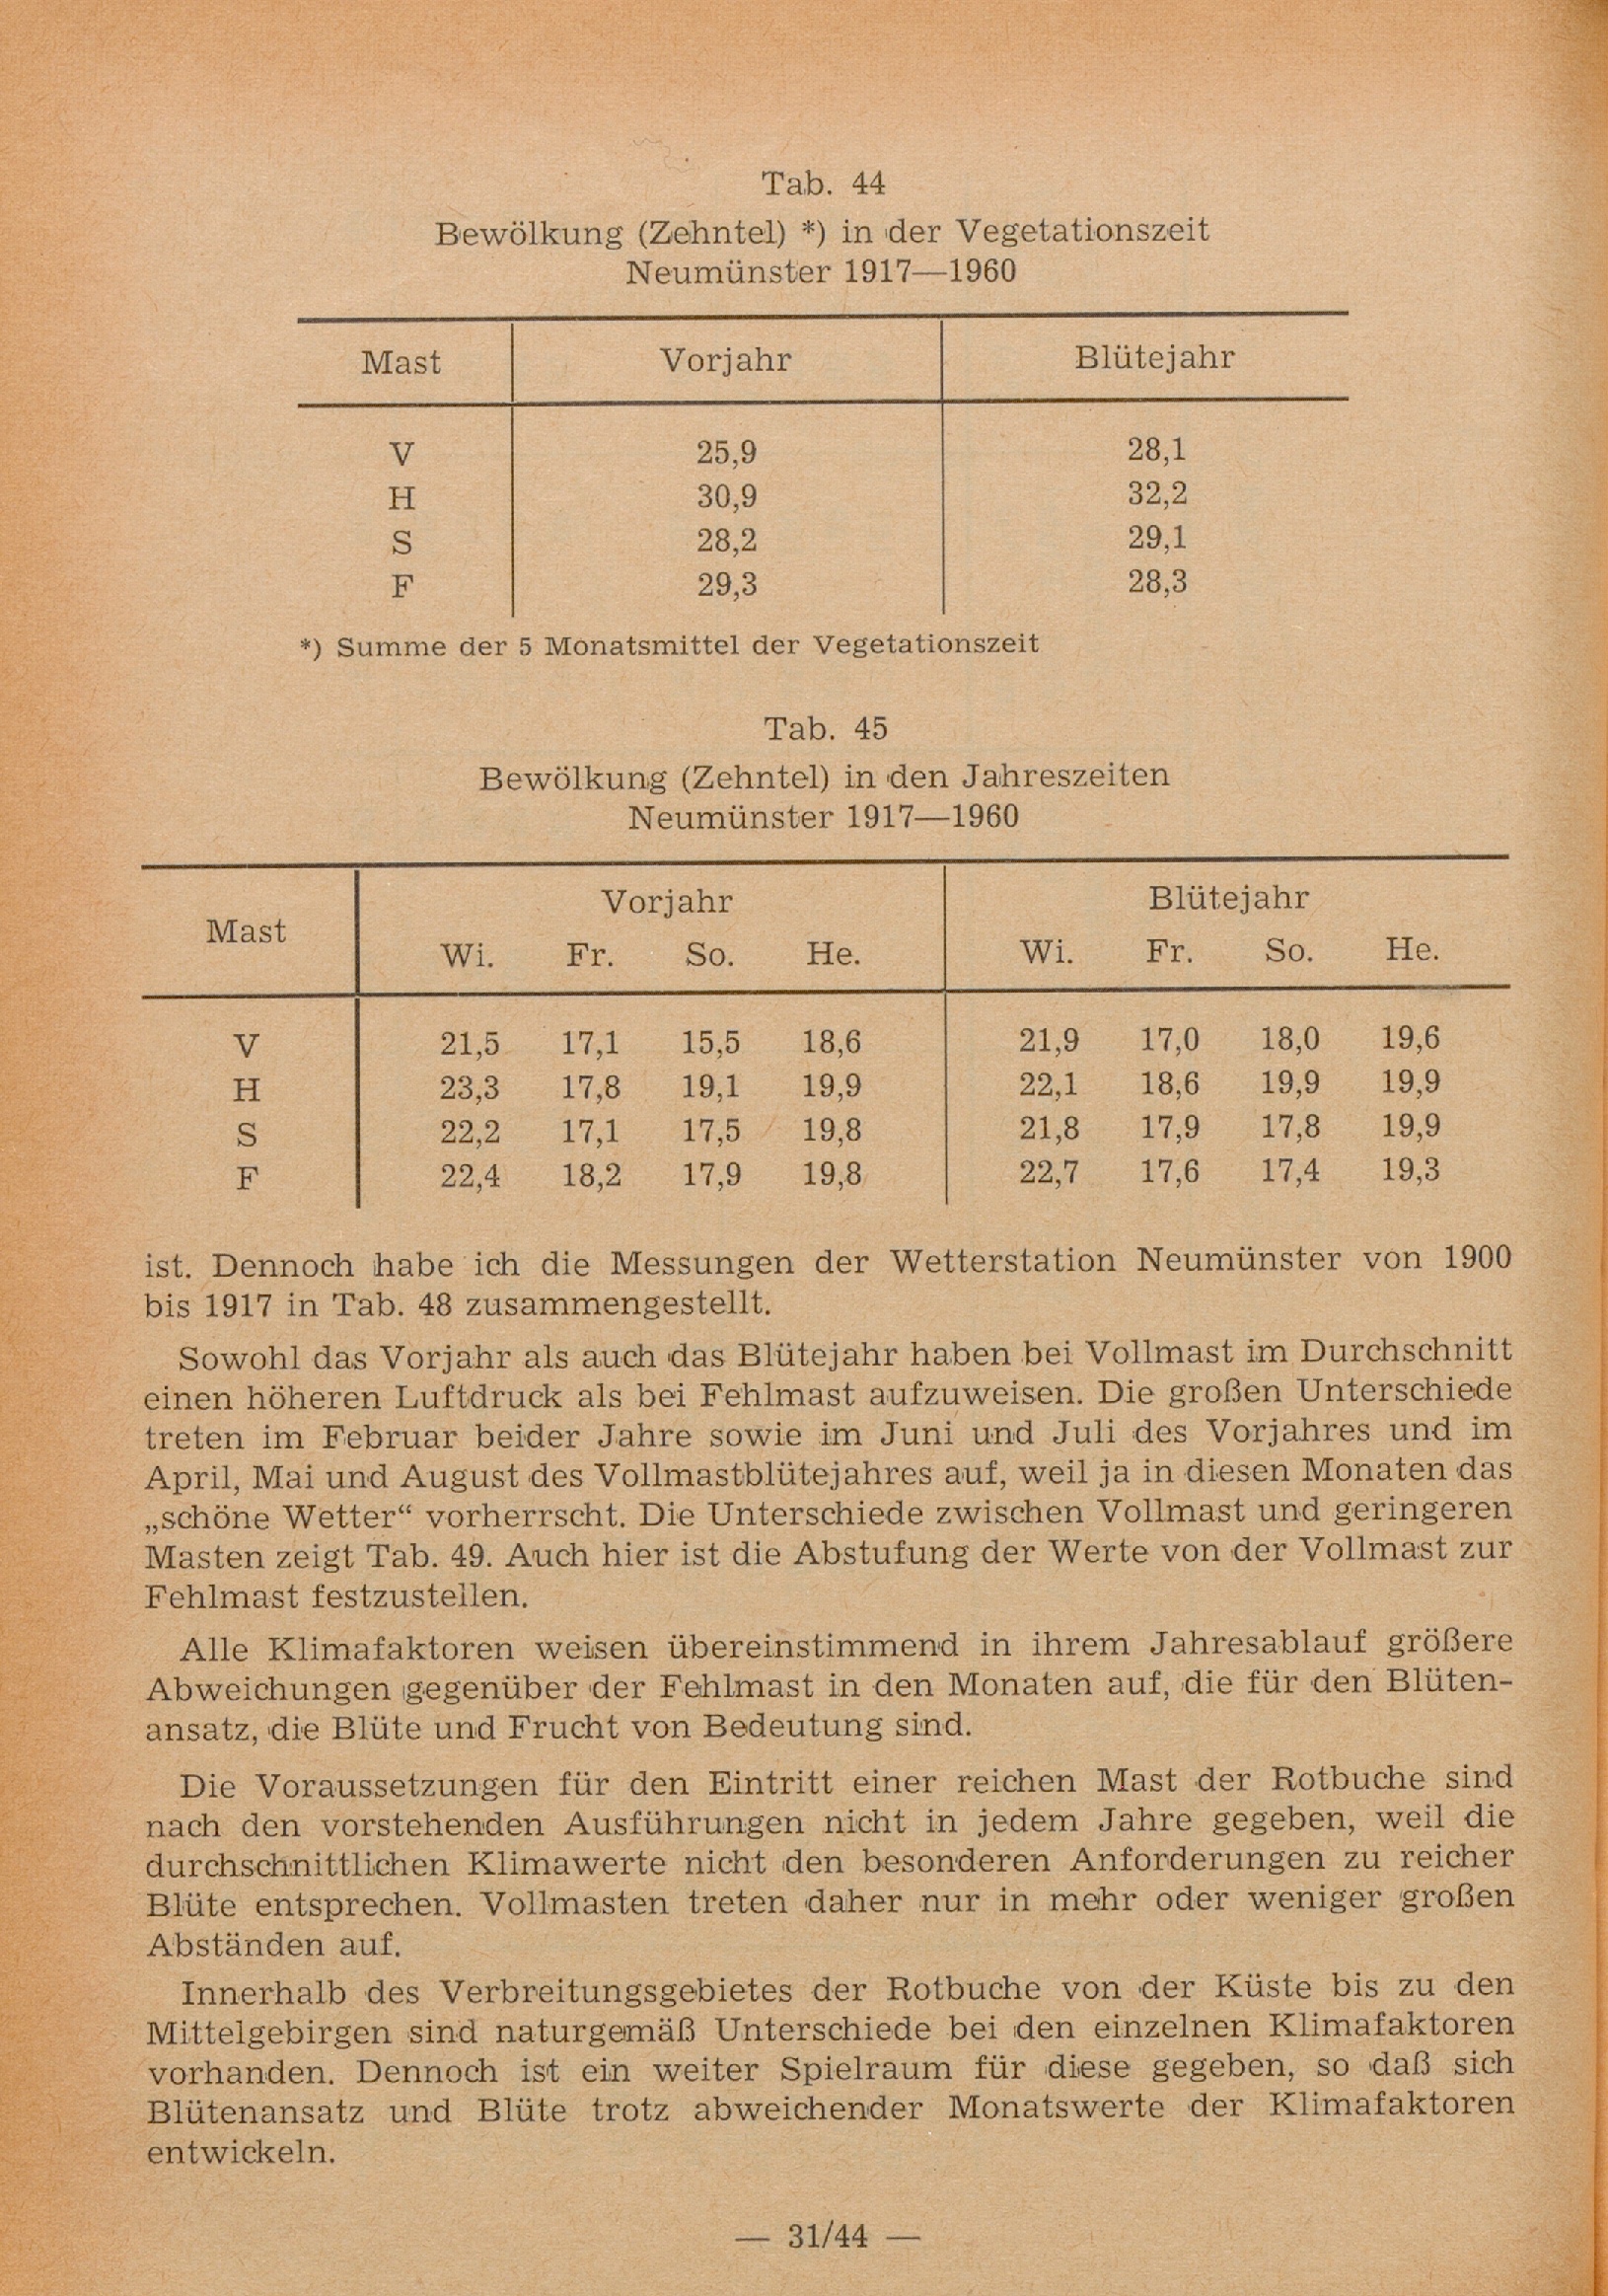 Tab. 44
Bewölkung (Zehntel) *) in der Vegetationszeit
Neumünster 1917—1960
Mast Vorjahr Blütejahr
V 25,9 28,1
H 30,9 32,2
S 28,2 29,1
F 29,3 28,3
*) Summe der 5 Monatsmittel der Vegetationszeit
Tab. 45
Bewölkung (Zehntel) in den Jahreszeiten
Neumünster 1917—1960
Vorjahr Blütejahr
Mast
Wi. Fr. So. He. Wi. Fr. So. He.
V 21,5 17,1 15,5 18,6 21,9 17,0 18,0 19,6
H 23,3 17,8 19,1 19,9 22,1 18,6 19,9 19,9
S 22,2 17,1 17,5 19,8 21,8 17,9 17,8 19,9
F 22,4 18,2 17,9 19,8 22,7 17,6 17,4 19,3
ist. Dennoch habe ich die Messungen der Wetterstation Neumünster von 1900
bis 1917 in Tab. 48 zusammengestellt.
Sowohl das Vorjahr als auch das Blütejahr haben bei Vollmast im Durchschnitt
einen höheren Luftdruck als bei Fehlmast aufzuweisen. Die großen Unterschiede
treten im Februar beider Jahre sowie im Juni und Juli des Vorjahres und im
April, Mai und August des Vollmastblütejahres auf, weil ja in diesen Monaten das
„schöne Wetter“ vorherrscht. Die Unterschiede zwischen Vollmast und geringeren
Masten zeigt Tab. 49. Auch hier ist die Abstufung der Werte von der Vollmast zur
Fehlmast festzustellen.
Alle Klimafaktoren weisen übereinstimmend in ihrem Jahresablauf größere
Abweichungen gegenüber der Fehlmast in den Monaten auf, die für den Blüten-
ansatz, die Blüte und Frucht von Bedeutung sind.
Die Voraussetzungen für den Eintritt einer reichen Mast der Rotbuche sind
nach den vorstehenden Ausführungen nicht in jedem Jahre gegeben, weil die
durchschnittlichen Klimawerte nicht den besonderen Anforderungen zu reicher
Blüte entsprechen. Vollmasten treten daher nur in mehr oder weniger großen
Abständen auf.
Innerhalb des Verbreitungsgebietes der Rotbuche von der Küste bis zu den
Mittelgebirgen sind naturgemäß Unterschiede bei den einzelnen Klimafaktoren
vorhanden. Dennoch ist ein weiter Spielraum für diese gegeben, so daß sich
Blütenansatz und Blüte trotz abweichender Monatswerte der Klimafaktoren
entwickeln.
— 31/44 —